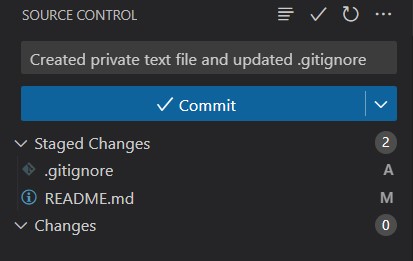 SOURCE CONTROL
Created private text file and updated .gitignore
Commit
Staged Changes 2
.gitignore A
README.md M
Changes 0